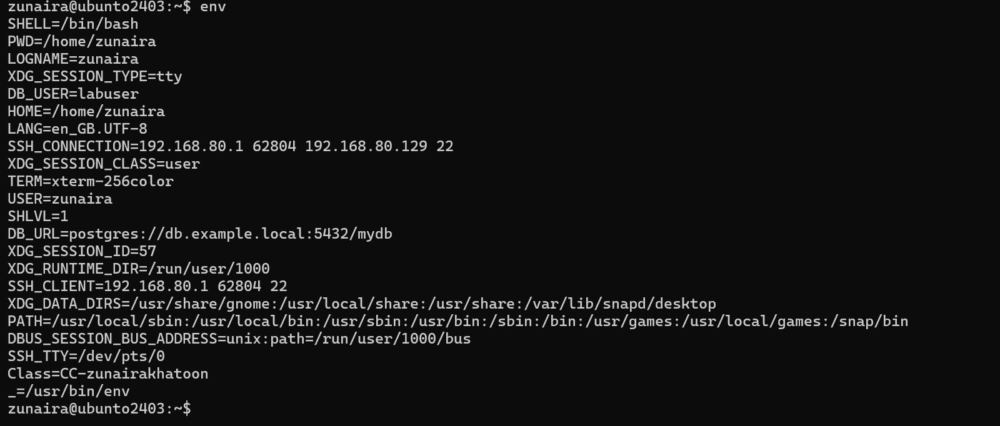 zunaira@ubunto2403:~$ env
SHELL=/bin/bash
PWD=/home/zunaira
LOGNAME=zunaira
XDG_SESSION_TYPE=tty
DB_USER=labuser
HOME=/home/zunaira
LANG=en_GB.UTF-8
SSH_CONNECTION=192.168.80.1 62804 192.168.80.129 22
XDG_SESSION_CLASS=user
TERM=xterm-256color
USER=zunaira
SHLVL=1
DB_URL=postgres://db.example.local:5432/mydb
XDG_SESSION_ID=57
XDG_RUNTIME_DIR=/run/user/1000
SSH_CLIENT=192.168.80.1 62804 22
XDG_DATA_DIRS=/usr/share/gnome:/usr/local/share:/usr/share:/var/lib/snapd/desktop
PATH=/usr/local/sbin:/usr/local/bin:/usr/sbin:/usr/bin:/sbin:/bin:/usr/games:/usr/local/games:/snap/bin
DBUS_SESSION_BUS_ADDRESS=unix:path=/run/user/1000/bus
SSH_TTY=/dev/pts/0
Class=CC-zunairakhatoon
_=/usr/bin/env
zunaira@ubunto2403:~$